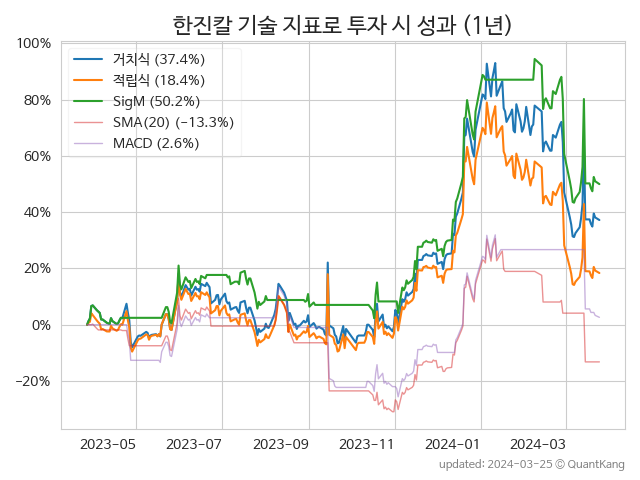 한진칼 기술 지표로 투자 시 성과 (1년)
100%
80%
60%
40%
20%
0%
−20%
거치식 (37.4%)
적립식 (18.4%)
SigM (50.2%)
SMA(20) (−13.3%)
MACD (2.6%)
2023-05
2023-07
2023-09
2023-11
2024-01
2024-03
updated: 2024-03-25 ⓒ QuantKang